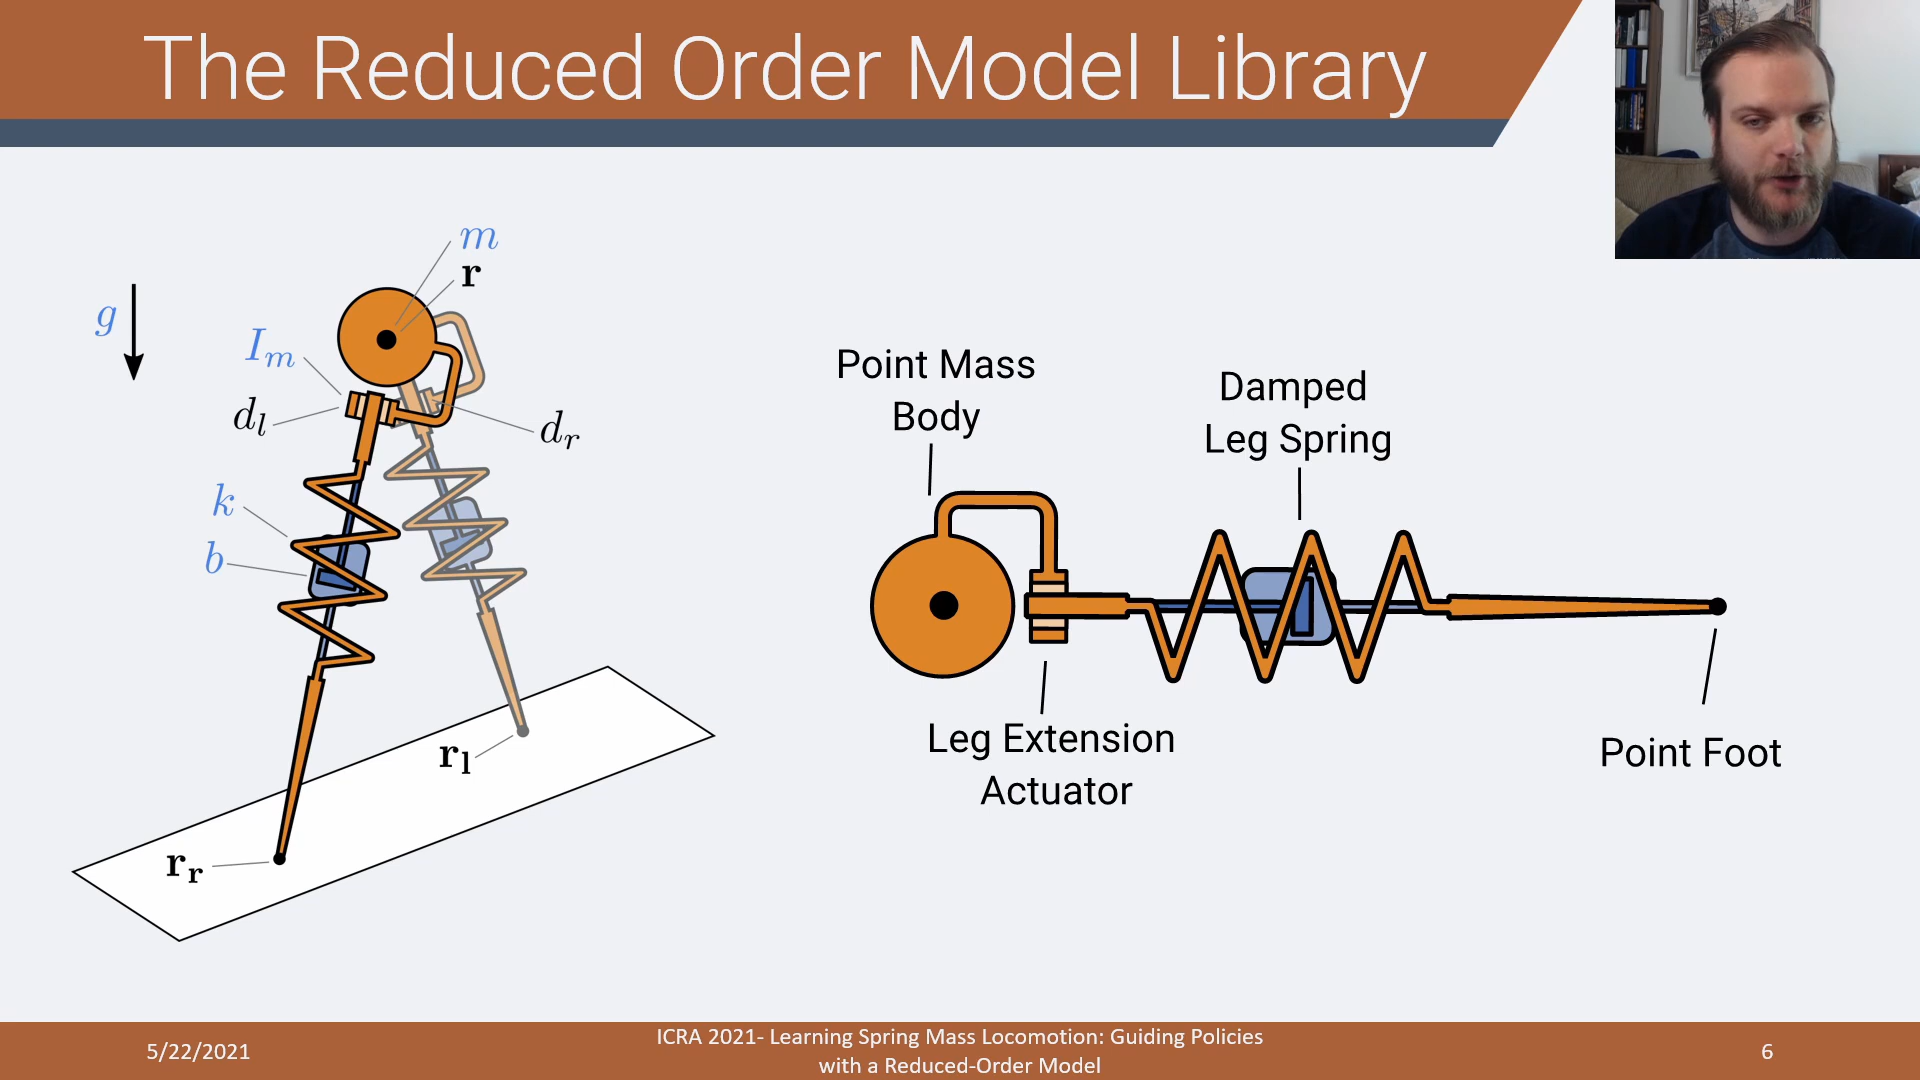 The Reduced Order Model Library
m
r
g
I_m
d_l
d_r
k
b
r_l
r_r
Point Mass
Body
Damped
Leg Spring
Leg Extension
Actuator
Point Foot
5/22/2021
ICRA 2021- Learning Spring Mass Locomotion: Guiding Policies
with a Reduced-Order Model
6